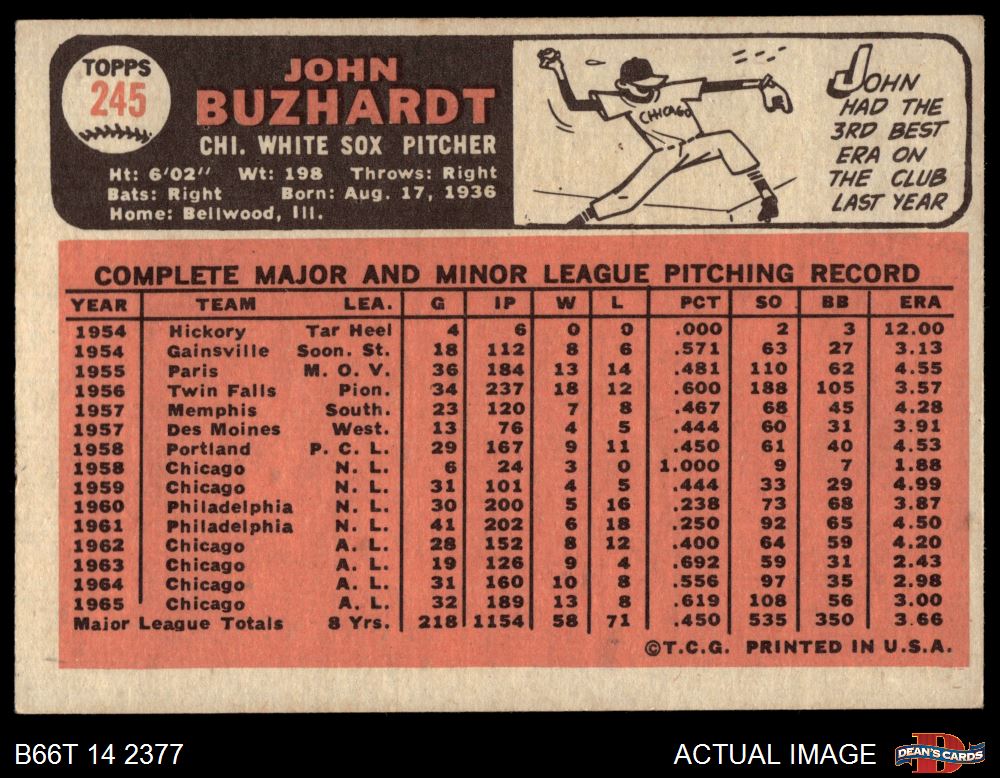 TOPPS
245
JOHN
BUZHARDT
CHI. WHITE SOX PITCHER
Ht: 6'02" Wt: 198 Throws: Right
Bats: Right Born: Aug. 17, 1936
Home: Bellwood, Ill.
CHICAGO
JOHN
HAD THE
3RD BEST
ERA ON
THE CLUB
LAST YEAR
COMPLETE MAJOR AND MINOR LEAGUE PITCHING RECORD
YEAR TEAM LEA. G IP W L PCT SO BB ERA
1954 Hickory Tar Heel 4 6 0 0 .000 2 3 12.00
1954 Gainsville Soon. St. 18 112 8 6 .571 63 27 3.13
1955 Paris M. O. V. 36 184 13 14 .481 110 62 4.55
1956 Twin Falls Pion. 34 237 18 12 .600 188 105 3.57
1957 Memphis South. 23 120 7 8 .467 68 45 4.28
1957 Des Moines West. 13 76 4 5 .444 60 31 3.91
1958 Portland P. C. L. 29 167 9 11 .450 61 40 4.53
1958 Chicago N. L. 6 24 3 0 1.000 9 7 1.88
1959 Chicago N. L. 31 101 4 5 .444 33 29 4.99
1960 Philadelphia N. L. 30 200 5 16 .238 73 68 3.87
1961 Philadelphia N. L. 41 202 6 18 .250 92 65 4.50
1962 Chicago A. L. 28 152 8 12 .400 64 59 4.20
1963 Chicago A. L. 19 126 9 4 .692 59 31 2.43
1964 Chicago A. L. 31 160 10 8 .556 97 35 2.98
1965 Chicago A. L. 32 189 13 8 .619 108 56 3.00
Major League Totals 8 Yrs. 218 1154 58 71 .450 535 350 3.66
©T.C.G. PRINTED IN U.S.A.
B66T 14 2377
ACTUAL IMAGE
DEAN'S CARDS